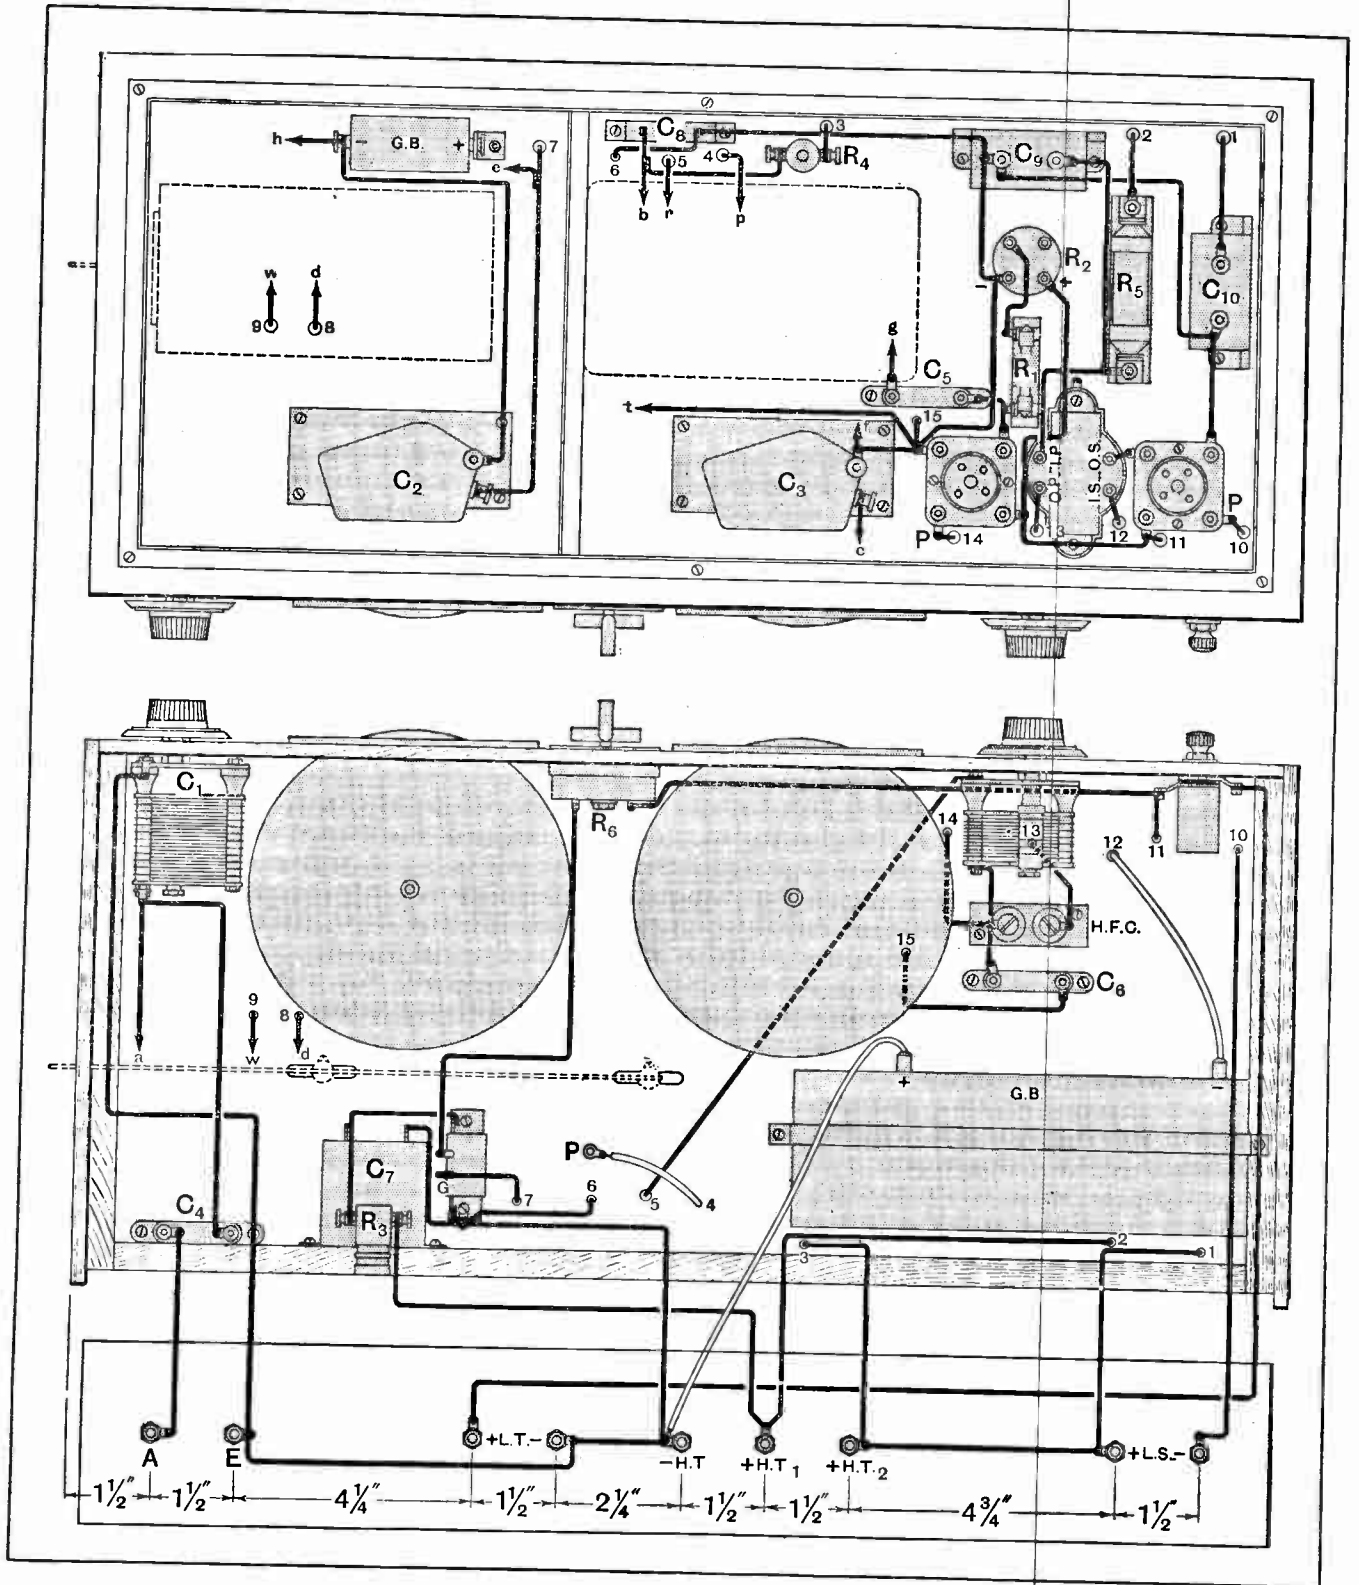 h - G.B. + 7
c
C8 3
6 5 4 R4
b r p
C9 2 1
w d
9 8
R2
- +
R5 C10
g
C5 R1
t 15
f
C2 C3
O.P. I.P. I.S. O.S.
P 14 13 12 11 P 10
c
C1
R6
14 13 12 11 10
H.F.C.
15
C6
9 8
a w d
+ G.B. -
C7
P
G 7 6 5 4
C4 R3
3 2 1
A E +L.T.- -H.T +H.T.1 +H.T.2 +L.S.-
1½" 1½" 4¼" 1½" 2¼" 1½" 1½" 4¾" 1½"